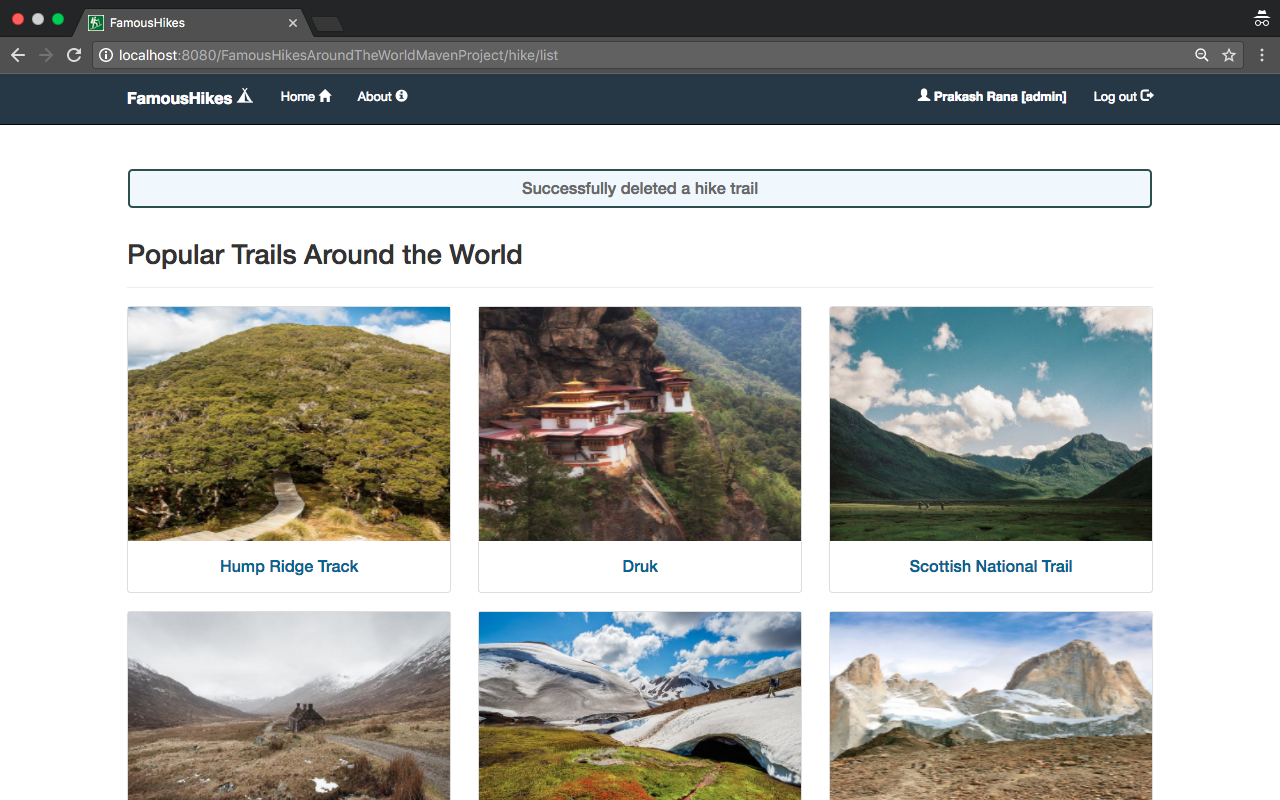 FamousHikes
localhost:8080/FamousHikesAroundTheWorldMavenProject/hike/list
FamousHikes Home About Prakash Rana [admin] Log out
Successfully deleted a hike trail
Popular Trails Around the World
Hump Ridge Track
Druk
Scottish National Trail